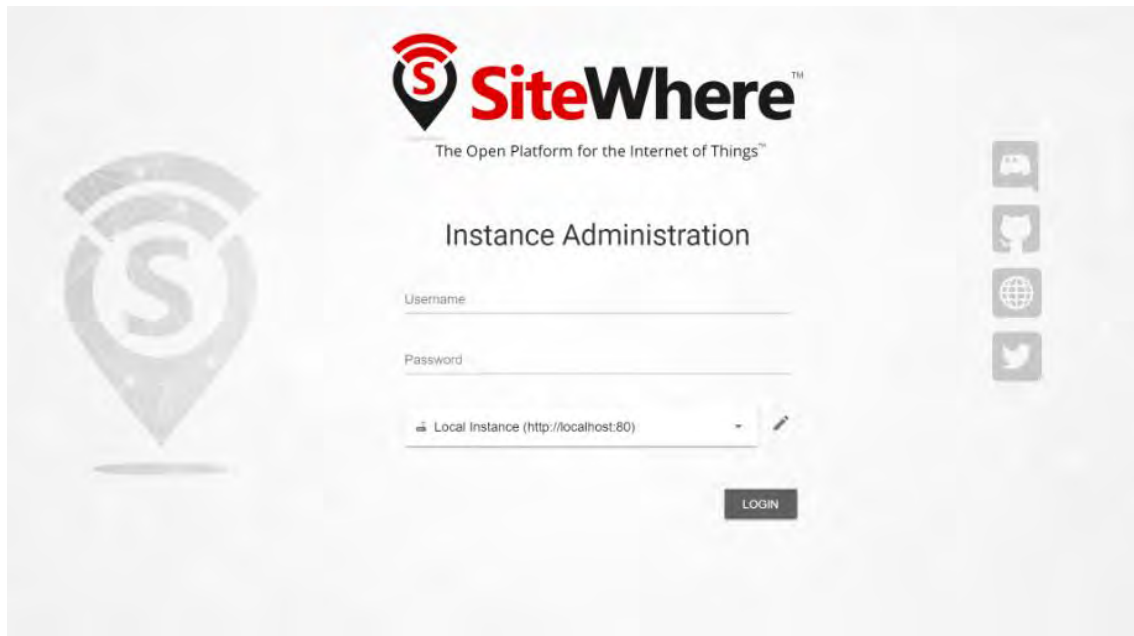 S SiteWhere™
The Open Platform for the Internet of Things™
S
Instance Administration
Username
Password
Local Instance (http://localhost:80)
LOGIN